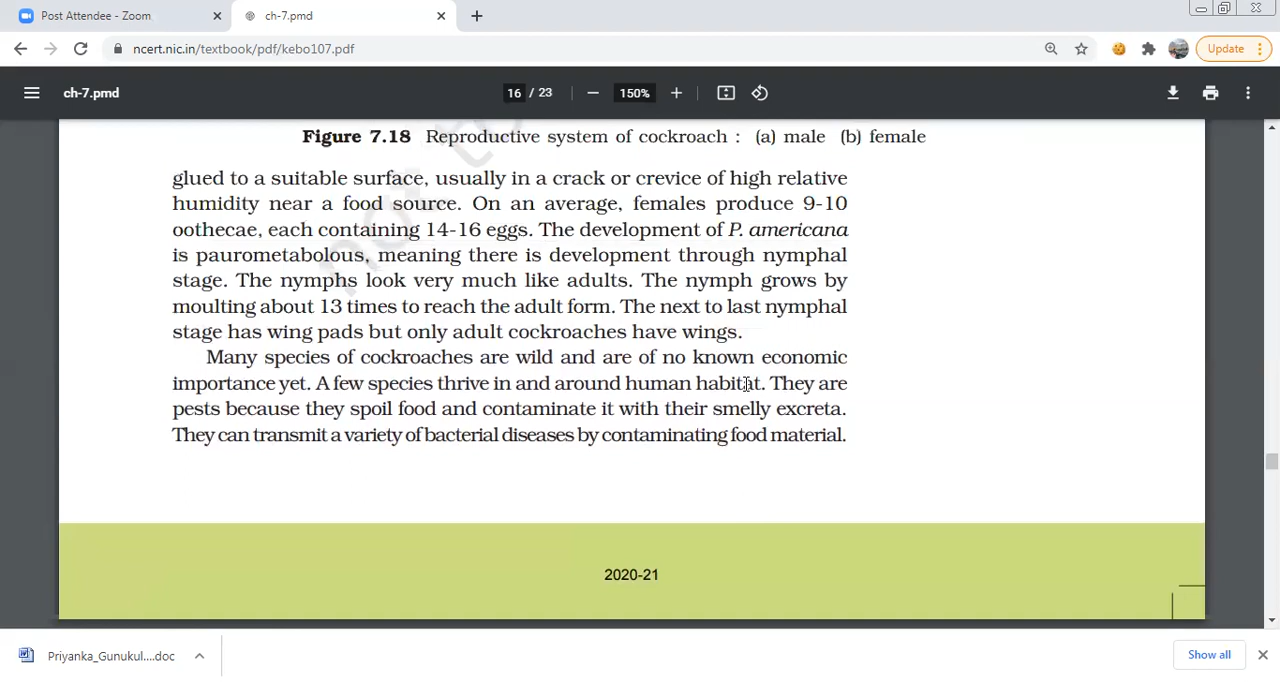 Post Attendee - Zoom
ch-7.pmd
ncert.nic.in/textbook/pdf/kebo107.pdf
Update
ch-7.pmd
16 / 23
150%
Figure 7.18 Reproductive system of cockroach : (a) male (b) female
glued to a suitable surface, usually in a crack or crevice of high relative
humidity near a food source. On an average, females produce 9-10
oothecae, each containing 14-16 eggs. The development of P. americana
is paurometabolous, meaning there is development through nymphal
stage. The nymphs look very much like adults. The nymph grows by
moulting about 13 times to reach the adult form. The next to last nymphal
stage has wing pads but only adult cockroaches have wings.
Many species of cockroaches are wild and are of no known economic
importance yet. A few species thrive in and around human habitat. They are
pests because they spoil food and contaminate it with their smelly excreta.
They can transmit a variety of bacterial diseases by contaminating food material.
not t
2020-21
Priyanka_Gunukul....doc
Show all